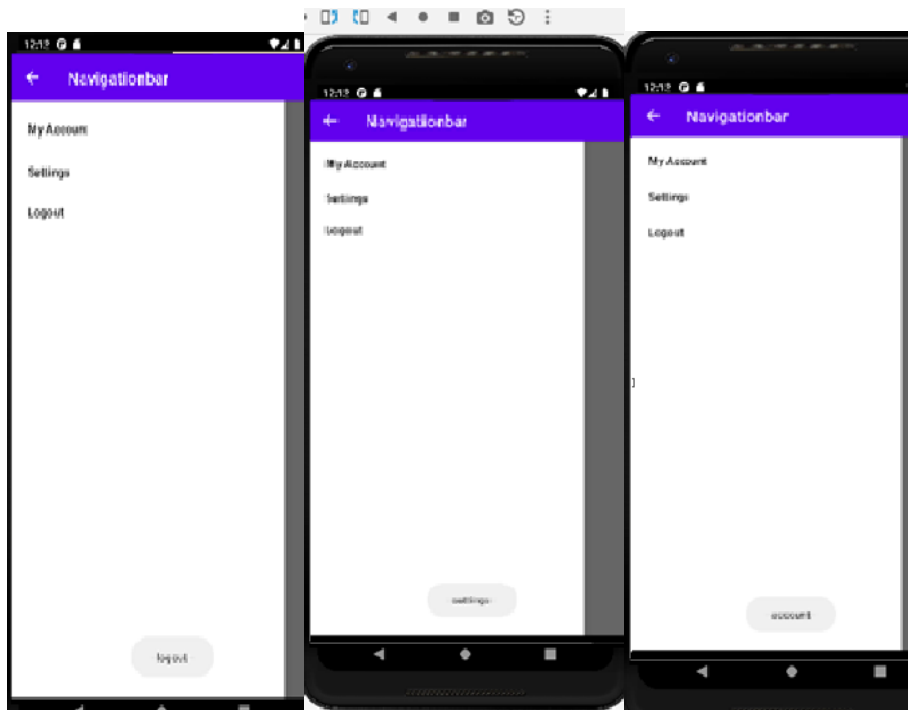 12:12
Navigationbar
My Account
Settings
Logout
logout
12:12
Navigationbar
My Account
Settings
Logout
settings
12:12
Navigationbar
My Account
Settings
Logout
account